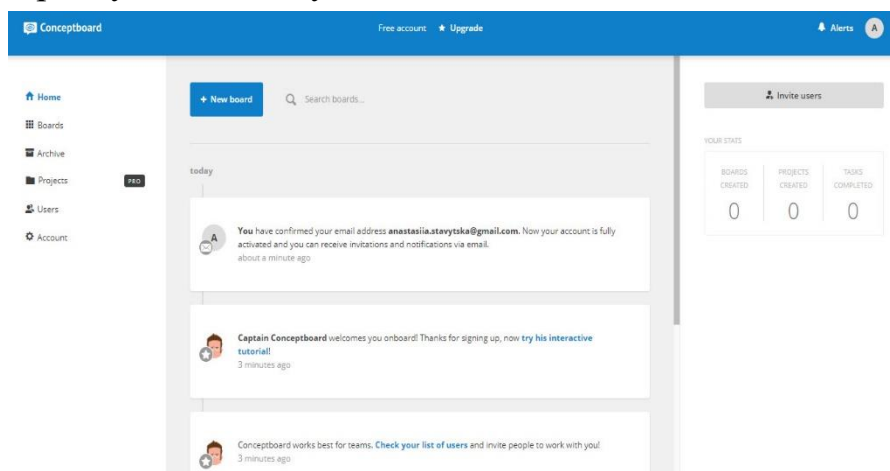 Conceptboard
Free account ★ Upgrade
Alerts A
Home
Boards
Archive
Projects PRO
Users
Account
+ New board
Search boards...
today
A
You have confirmed your email address anastasiia.stavytska@gmail.com. Now your account is fully
activated and you can receive invitations and notifications via email.
about a minute ago
Captain Conceptboard welcomes you onboard! Thanks for signing up, now try his interactive
tutorial!
3 minutes ago
Conceptboard works best for teams. Check your list of users and invite people to work with you!
3 minutes ago
Invite users
YOUR STATS
BOARDS
CREATED
0
PROJECTS
CREATED
0
TASKS
COMPLETED
0